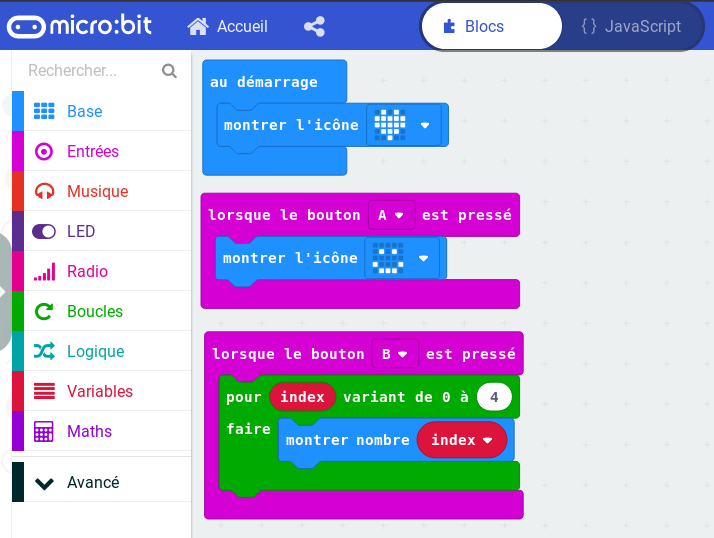 micro:bit Accueil Blocs { } JavaScript
Rechercher...
Base
Entrées
Musique
LED
Radio
Boucles
Logique
Variables
Maths
Avancé
au démarrage
montrer l'icône
lorsque le bouton A est pressé
montrer l'icône
lorsque le bouton B est pressé
pour index variant de 0 à 4
faire
montrer nombre index